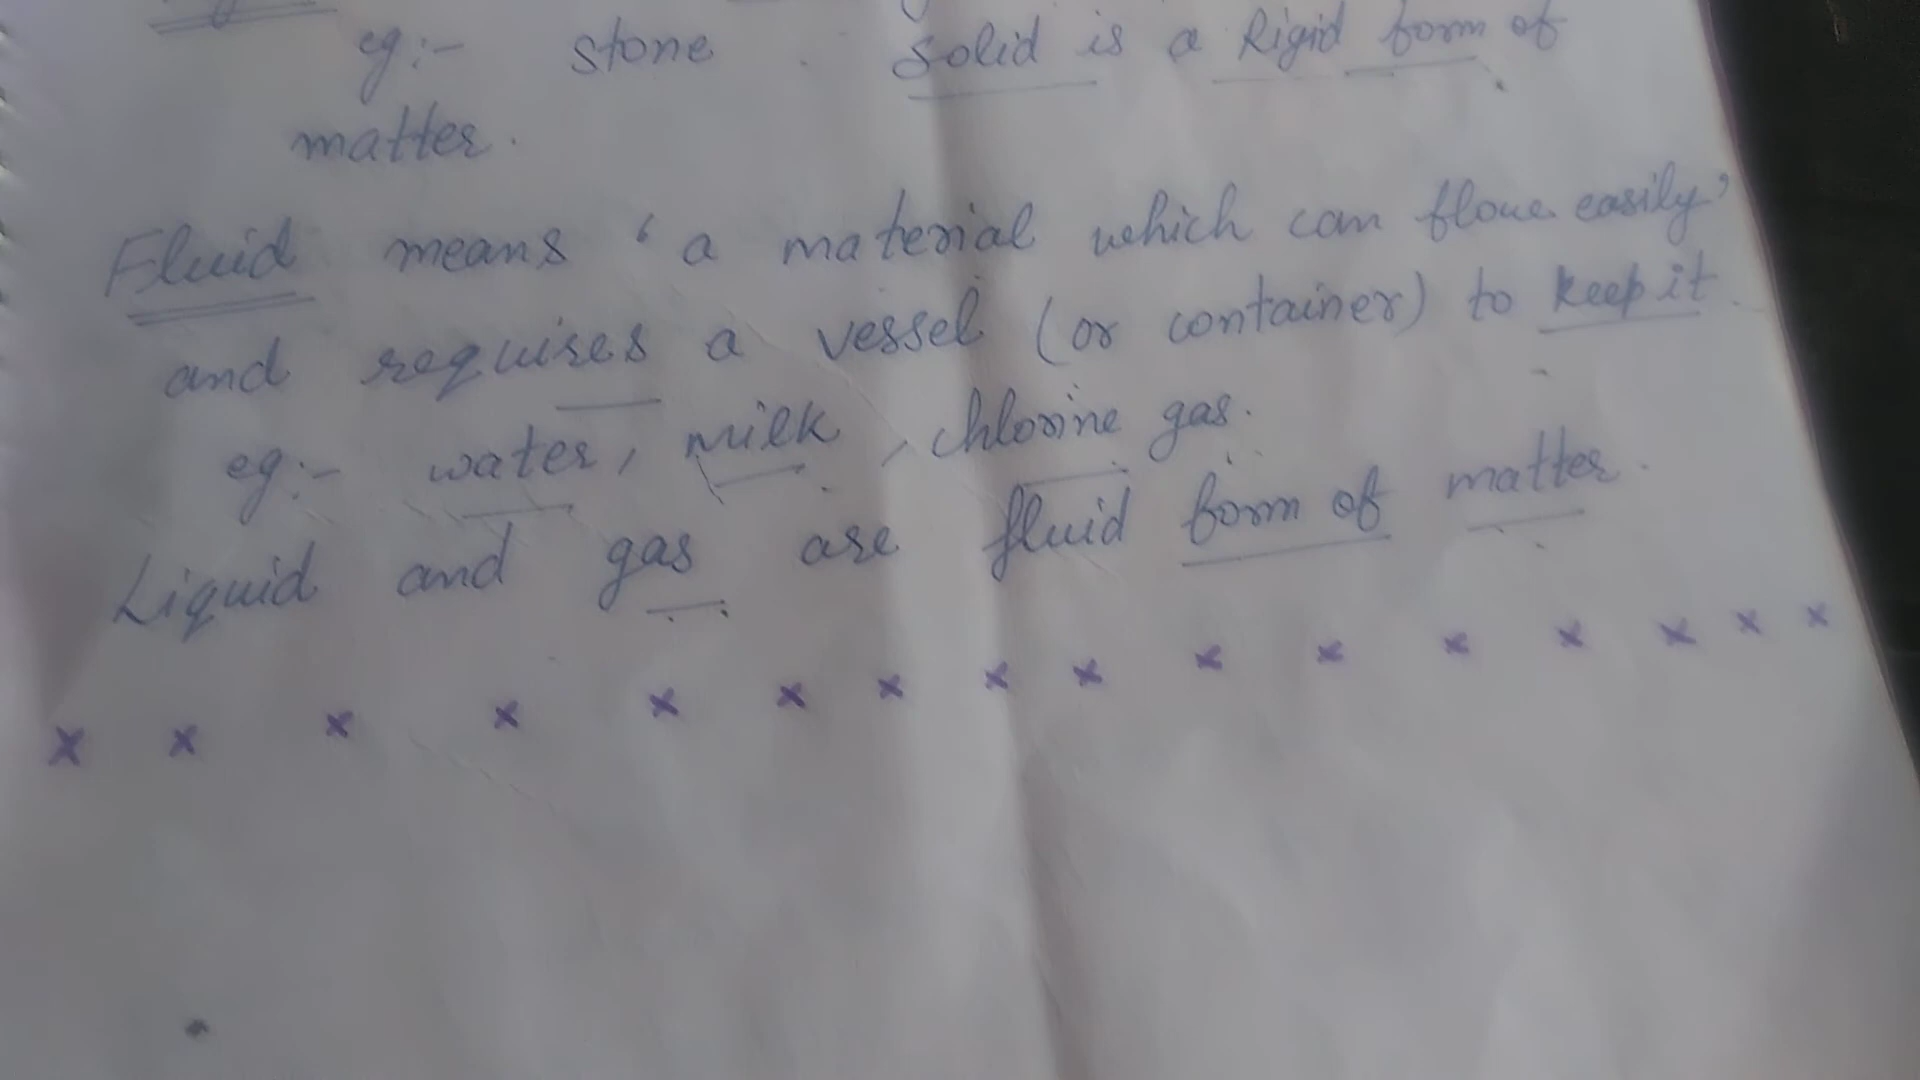 eg:- stone. Solid is a Rigid form of
matter.
Fluid means 'a material which can flow easily'
and requires a vessel (or container) to keep it.
eg:- water, milk, chlorine gas.
Liquid and gas are fluid form of matter.
x x x x x x x x x x x x x x x